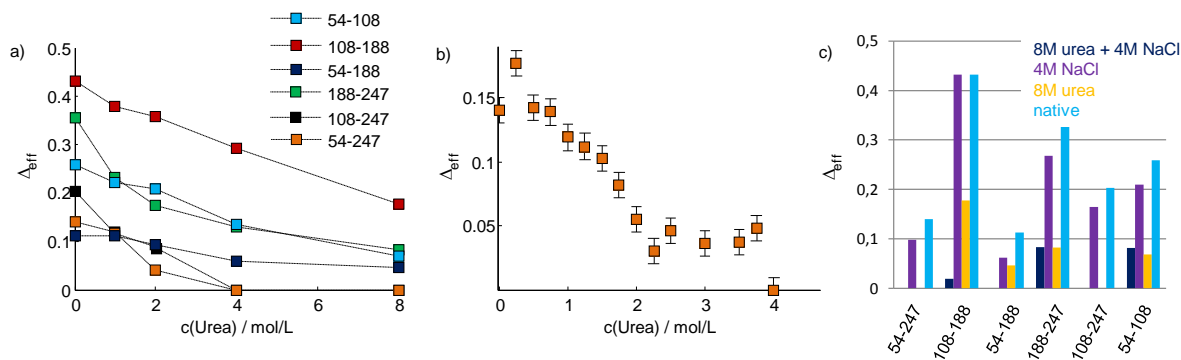 a)
54-108
108-188
54-188
188-247
108-247
54-247
0.5
0.4
0.3
0.2
0.1
0
Δeff
0 2 4 6 8
c(Urea) / mol/L
b)
0.15
0.1
0.05
Δeff
0 1 2 3 4
c(Urea) / mol/L
c)
8M urea + 4M NaCl
4M NaCl
8M urea
native
0,5
0,4
0,3
0,2
0,1
0
Δeff
54-247
108-188
54-188
188-247
108-247
54-108